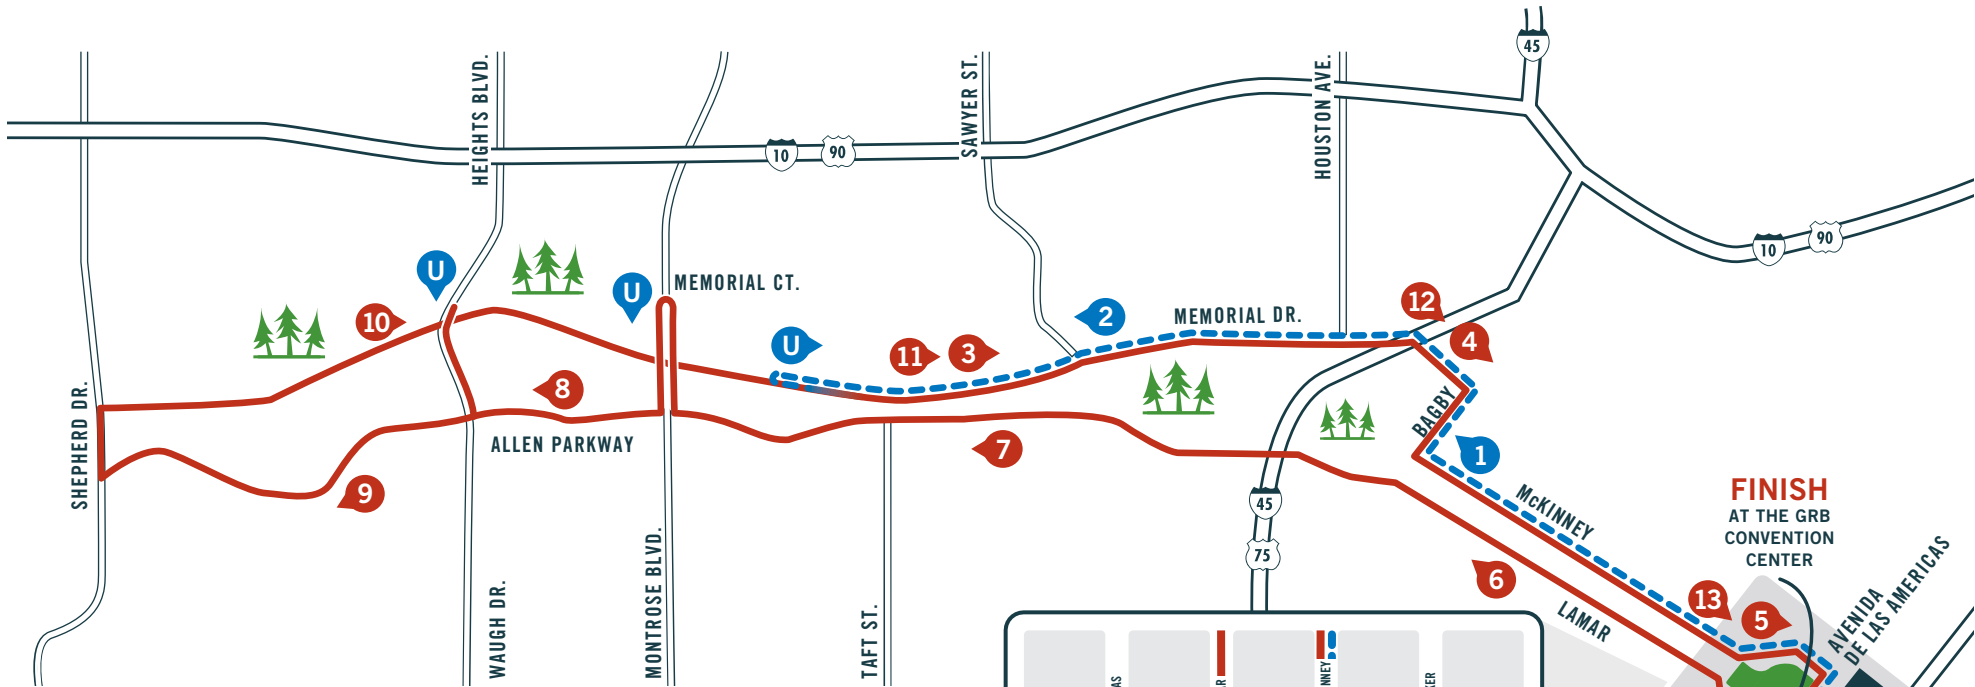 45
HEIGHTS BLVD.
SAWYER ST.
HOUSTON AVE.
10
90
10
90
U
U
MEMORIAL CT.
U
10
2
MEMORIAL DR.
12
4
11
3
8
SHEPHERD DR.
ALLEN PARKWAY
7
BAGBY
1
9
45
McKINNEY
FINISH
AT THE GRB
CONVENTION
CENTER
75
6
MONTROSE BLVD.
WAUGH DR.
TAFT ST.
LAMAR
13
5
AVENIDA
DE LAS AMERICAS